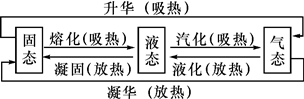 升华 (吸热)
固态 熔化(吸热) 液态 汽化(吸热) 气态
凝固(放热) 液化(放热)
凝华 (放热)